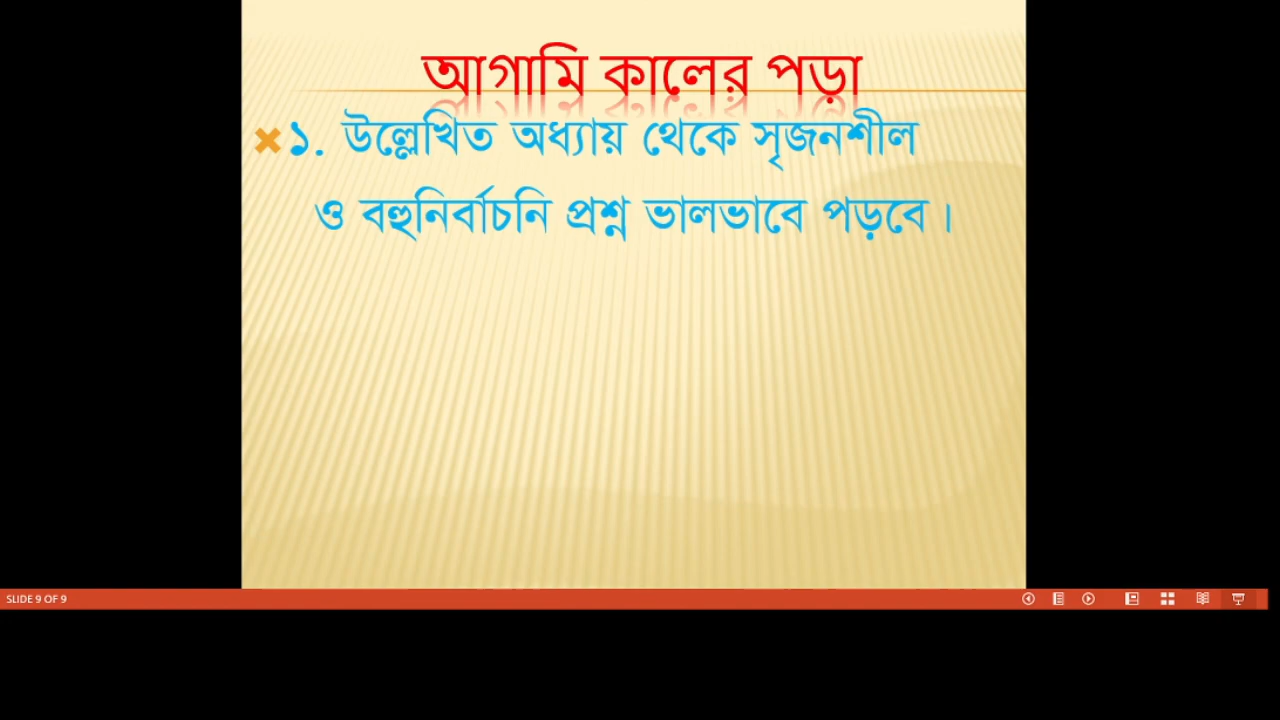 আগামি কালের পড়া
১. উল্লেখিত অধ্যায় থেকে সৃজনশীল
ও বহুনির্বাচনি প্রশ্ন ভালভাবে পড়বে।
SLIDE 9 OF 9